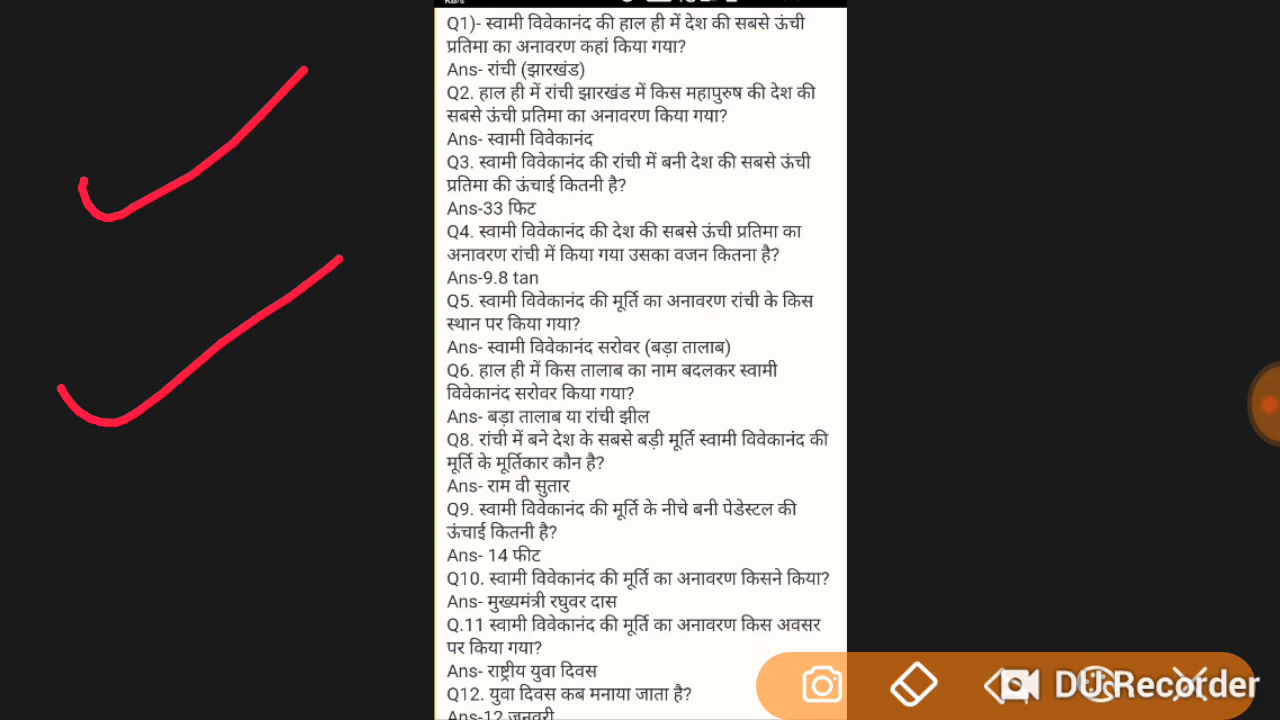 KB/s
Q1)- स्वामी विवेकानंद की हाल ही में देश की सबसे ऊंची
प्रतिमा का अनावरण कहां किया गया?
Ans- रांची (झारखंड)
Q2. हाल ही में रांची झारखंड में किस महापुरुष की देश की
सबसे ऊंची प्रतिमा का अनावरण किया गया?
Ans- स्वामी विवेकानंद
Q3. स्वामी विवेकानंद की रांची में बनी देश की सबसे ऊंची
प्रतिमा की ऊंचाई कितनी है?
Ans-33 फिट
Q4. स्वामी विवेकानंद की देश की सबसे ऊंची प्रतिमा का
अनावरण रांची में किया गया उसका वजन कितना है?
Ans-9.8 tan
Q5. स्वामी विवेकानंद की मूर्ति का अनावरण रांची के किस
स्थान पर किया गया?
Ans- स्वामी विवेकानंद सरोवर (बड़ा तालाब)
Q6. हाल ही में किस तालाब का नाम बदलकर स्वामी
विवेकानंद सरोवर किया गया?
Ans- बड़ा तालाब या रांची झील
Q8. रांची में बने देश के सबसे बड़ी मूर्ति स्वामी विवेकानंद की
मूर्ति के मूर्तिकार कौन है?
Ans- राम वी सुतार
Q9. स्वामी विवेकानंद की मूर्ति के नीचे बनी पेडेस्टल की
ऊंचाई कितनी है?
Ans- 14 फीट
Q10. स्वामी विवेकानंद की मूर्ति का अनावरण किसने किया?
Ans- मुख्यमंत्री रघुवर दास
Q.11 स्वामी विवेकानंद की मूर्ति का अनावरण किस अवसर
पर किया गया?
Ans- राष्ट्रीय युवा दिवस
Q12. युवा दिवस कब मनाया जाता है?
Ans-12 जनवरी
DU Recorder